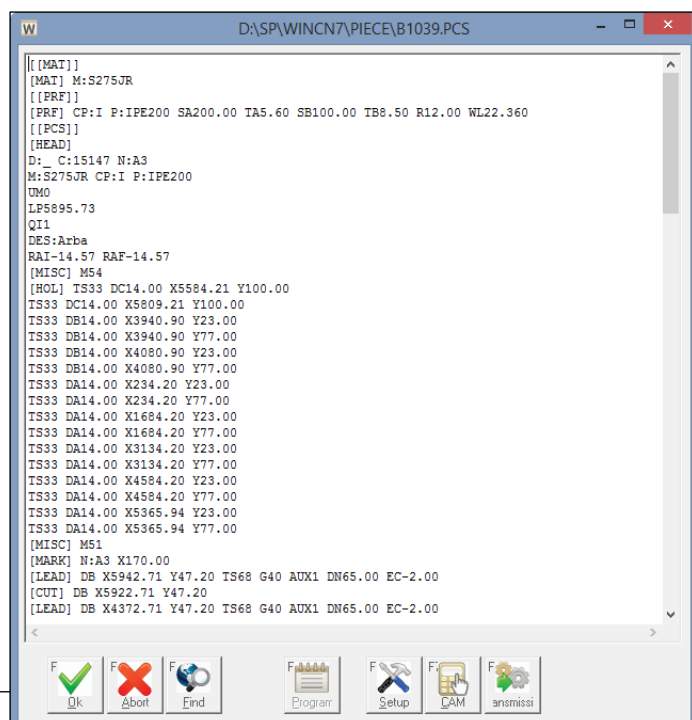 W
D:\SP\WINCN7\PIECE\B1039.PCS
[[MAT]]
[MAT] M:S275JR
[[PRF]]
[PRF] CP:I P:IPE200 SA200.00 TA5.60 SB100.00 TB8.50 R12.00 WL22.360
[[PCS]]
[HEAD]
D:_ C:15147 N:A3
M:S275JR CP:I P:IPE200
UM0
LP5895.73
QI1
DES:Arba
RAI-14.57 RAF-14.57
[MISC] M54
[HOL] TS33 DC14.00 X5584.21 Y100.00
TS33 DC14.00 X5809.21 Y100.00
TS33 DB14.00 X3940.90 Y23.00
TS33 DB14.00 X3940.90 Y77.00
TS33 DB14.00 X4080.90 Y23.00
TS33 DB14.00 X4080.90 Y77.00
TS33 DA14.00 X234.20 Y23.00
TS33 DA14.00 X234.20 Y77.00
TS33 DA14.00 X1684.20 Y23.00
TS33 DA14.00 X1684.20 Y77.00
TS33 DA14.00 X3134.20 Y23.00
TS33 DA14.00 X3134.20 Y77.00
TS33 DA14.00 X4584.20 Y23.00
TS33 DA14.00 X4584.20 Y77.00
TS33 DA14.00 X5365.94 Y23.00
TS33 DA14.00 X5365.94 Y77.00
[MISC] M51
[MARK] N:A3 X170.00
[LEAD] DB X5942.71 Y47.20 TS68 G40 AUX1 DN65.00 EC-2.00
[CUT] DB X5922.71 Y47.20
[LEAD] DB X4372.71 Y47.20 TS68 G40 AUX1 DN65.00 EC-2.00
F F F F F F7 F
Ok Abort Find Programr Setup CAM ansmissi